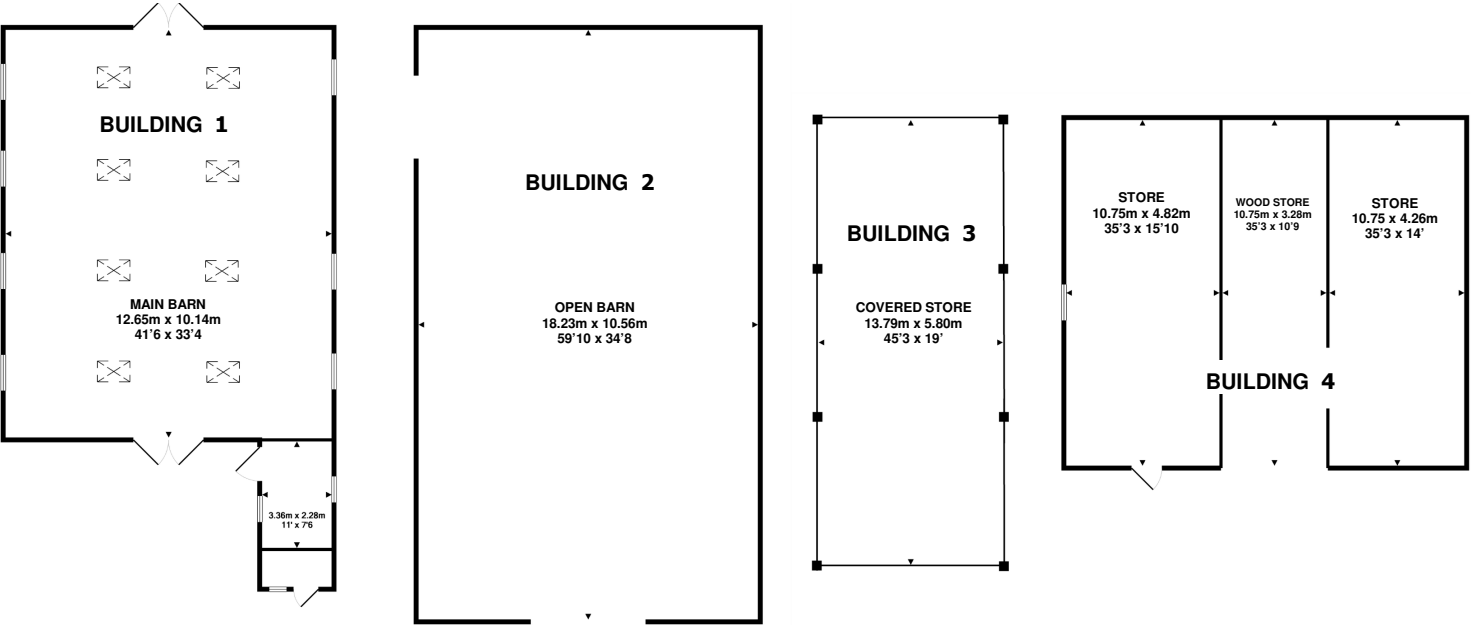 BUILDING 1
MAIN BARN
12.65m x 10.14m
41'6 x 33'4
3.36m x 2.28m
11' x 7'6
BUILDING 2
OPEN BARN
18.23m x 10.56m
59'10 x 34'8
BUILDING 3
COVERED STORE
13.79m x 5.80m
45'3 x 19'
STORE
10.75m x 4.82m
35'3 x 15'10
WOOD STORE
10.75m x 3.28m
35'3 x 10'9
STORE
10.75 x 4.26m
35'3 x 14'
BUILDING 4